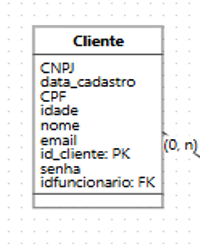 Cliente
CNPJ
data_cadastro
CPF
idade
nome
email
id_cliente: PK
senha
idfuncionario: FK
(0, n)